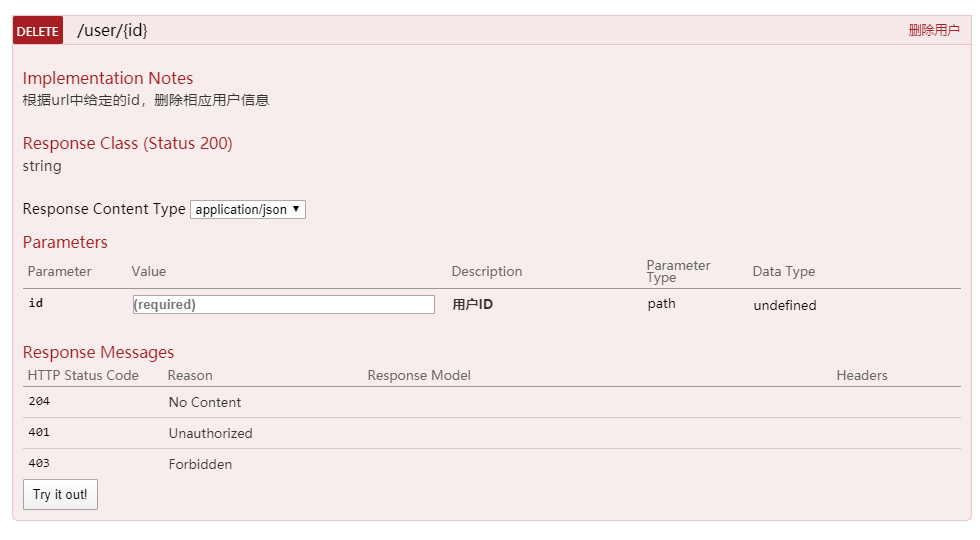 DELETE /user/{id} 删除用户
Implementation Notes
根据url中给定的id，删除相应用户信息
Response Class (Status 200)
string
Response Content Type application/json ▼
Parameters
Parameter Value Description Parameter Type Data Type
id (required) 用户ID path undefined
Response Messages
HTTP Status Code Reason Response Model Headers
204 No Content
401 Unauthorized
403 Forbidden
Try it out!